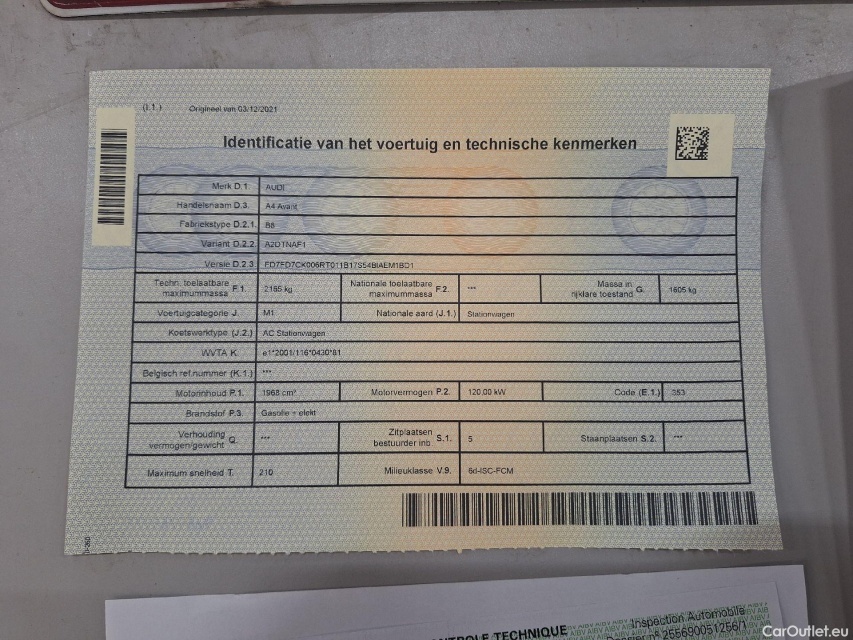 (I.1.) Origineel van 03/12/2021
Identificatie van het voertuig en technische kenmerken
Merk D.1. AUDI
Handelsnaam D.3. A4 Avant
Fabriekstype D.2.1. B8
Variant D.2.2. A2DTNAF1
Versie D.2.3. FD7FD7CK006RT011B17S54BIAEM1BD1
Techn. toelaatbare maximummassa F.1. 2165 kg Nationale toelaatbare maximummassa F.2. *** Massa in rijklare toestand G. 1605 kg
Voertuigcategorie J. M1 Nationale aard (J.1.) Stationwagen
Koetswerktype (J.2.) AC Stationwagen
WVTA K. e1*2001/116*0430*81
Belgisch ref.nummer (K.1.) ***
Motorinhoud P.1. 1968 cm³ Motorvermogen P.2. 120,00 kW Code (E.1.) 353
Brandstof P.3. Gasolie + elekt
Verhouding vermogen/gewicht Q. *** Zitplaatsen bestuurder inb. S.1. 5 Staanplaatsen S.2. ***
Maximum snelheid T. 210 Milieuklasse V.9. 6d-ISC-FCM
CONTROLE TECHNIQUE
Inspection Automobile
Dossier n° 255690051256/1
CarOutlet.eu